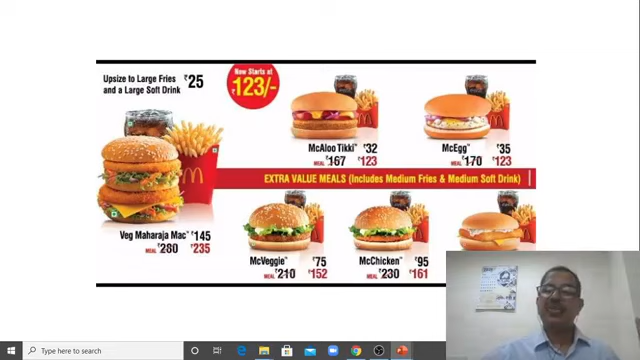 Upsize to Large Fries
and a Large Soft Drink
₹25
Now Starts at
₹123/-
McAloo Tikki ₹32
MEAL ₹167 ₹123
McEgg ₹35
MEAL ₹170 ₹123
EXTRA VALUE MEALS (Includes Medium Fries & Medium Soft Drink)
Veg Maharaja Mac ₹145
MEAL ₹280 ₹235
McVeggie ₹75
MEAL ₹210 ₹152
McChicken ₹95
MEAL ₹230 ₹161
Type here to search